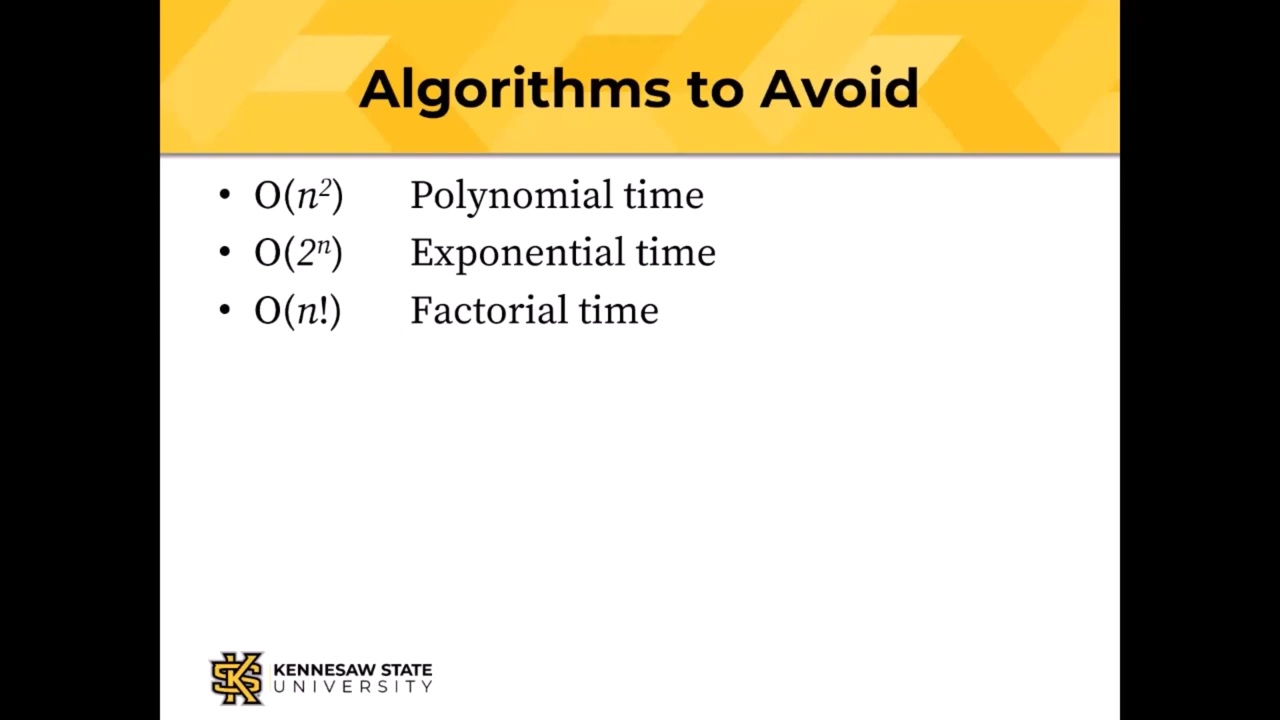 Algorithms to Avoid
• O(n²) Polynomial time
• O(2ⁿ) Exponential time
• O(n!) Factorial time
KENNESAW STATE
UNIVERSITY